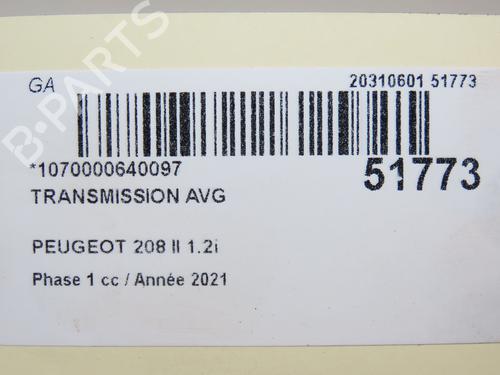 GA
20310601 51773
*1070000640097
51773
TRANSMISSION AVG
PEUGEOT 208 II 1.2i
Phase 1 cc / Année 2021
B-PARTS